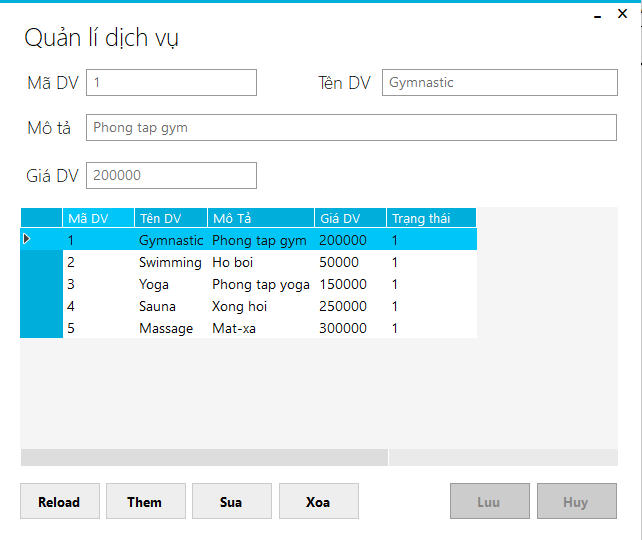 Quản lí dịch vụ
Mã DV 1 Tên DV Gymnastic
Mô tả Phong tap gym
Giá DV 200000
Mã DV Tên DV Mô Tả Giá DV Trạng thái
1 Gymnastic Phong tap gym 200000 1
2 Swimming Ho boi 50000 1
3 Yoga Phong tap yoga 150000 1
4 Sauna Xong hoi 250000 1
5 Massage Mat-xa 300000 1
Reload Them Sua Xoa Luu Huy